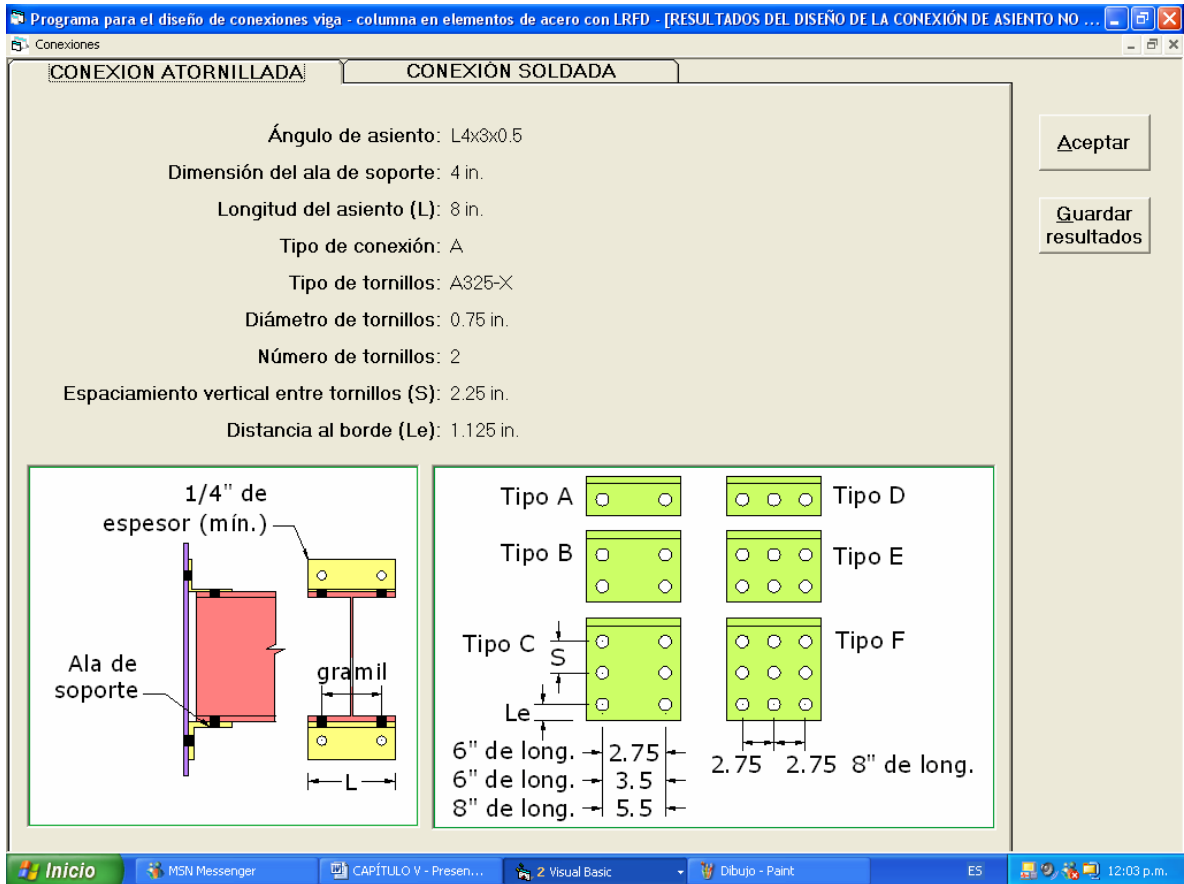 Programa para el diseño de conexiones viga - columna en elementos de acero con LRFD - [RESULTADOS DEL DISEÑO DE LA CONEXIÓN DE ASIENTO NO ...
Conexiones
CONEXION ATORNILLADA
CONEXIÓN SOLDADA
Ángulo de asiento: L4x3x0.5
Dimensión del ala de soporte: 4 in.
Longitud del asiento (L): 8 in.
Tipo de conexión: A
Tipo de tornillos: A325-X
Diámetro de tornillos: 0.75 in.
Número de tornillos: 2
Espaciamiento vertical entre tornillos (S): 2.25 in.
Distancia al borde (Le): 1.125 in.
Aceptar
Guardar
resultados
1/4" de
espesor (mín.)
Ala de
soporte
gramil
L
Tipo A
Tipo D
Tipo B
Tipo E
Tipo C
Tipo F
S
Le
6" de long. 2.75
6" de long. 3.5
8" de long. 5.5
2.75 2.75 8" de long.
Inicio
MSN Messenger
CAPÍTULO V - Presen...
2 Visual Basic
Dibujo - Paint
ES
12:03 p.m.